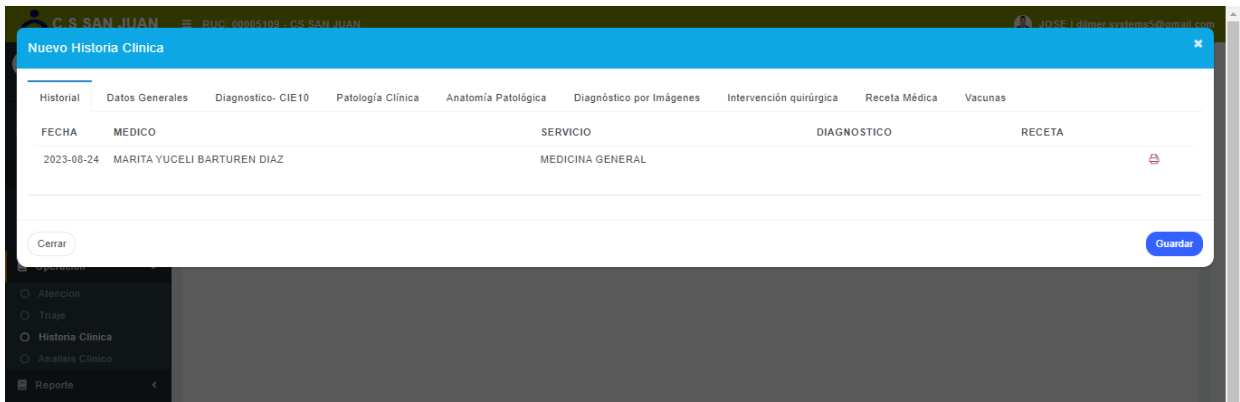 C.S SAN JUAN RUC: 00005109 - CS SAN JUAN JOSE | dilmer.systems5@gmail.com
Nuevo Historia Clinica
Historial Datos Generales Diagnostico- CIE10 Patología Clínica Anatomía Patológica Diagnóstico por Imágenes Intervención quirúrgica Receta Médica Vacunas
FECHA MEDICO SERVICIO DIAGNOSTICO RECETA
2023-08-24 MARITA YUCELI BARTUREN DIAZ MEDICINA GENERAL
Cerrar Guardar
Operacion
Atencion
Triaje
Historia Clinica
Analisis Clinico
Reporte